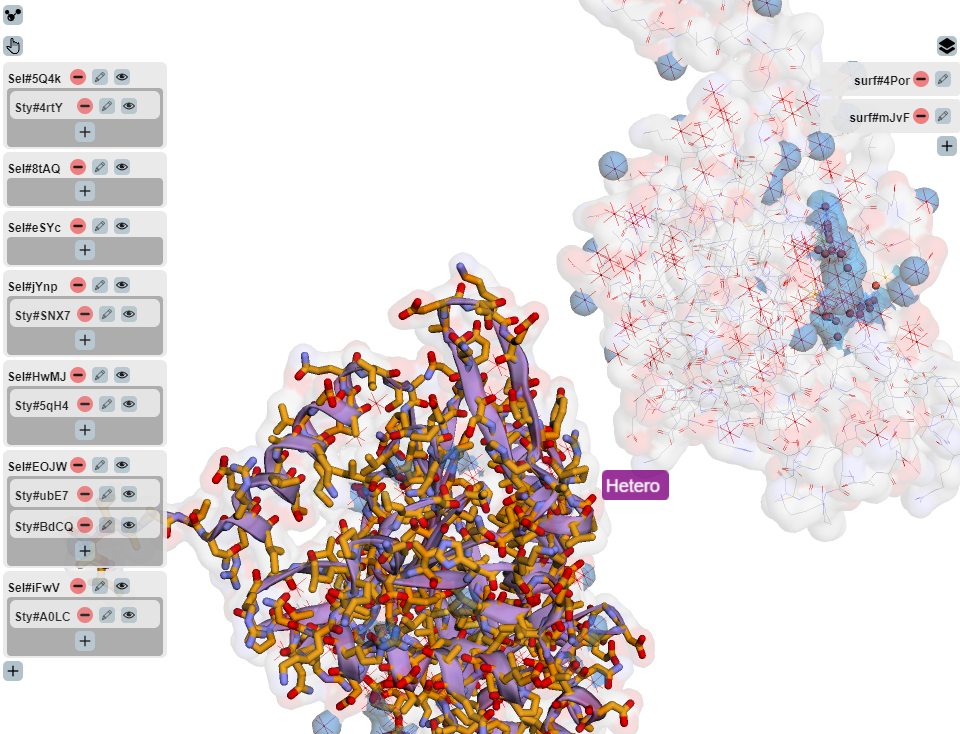 Sel#5Q4k
Sty#4rtY
Sel#8tAQ
Sel#eSYc
Sel#jYnp
Sty#SNX7
Sel#HwMJ
Sty#5qH4
Sel#EOJW
Sty#ubE7
Sty#BdCQ
Sel#iFwV
Sty#A0LC
surf#4Por
surf#mJvF
Hetero